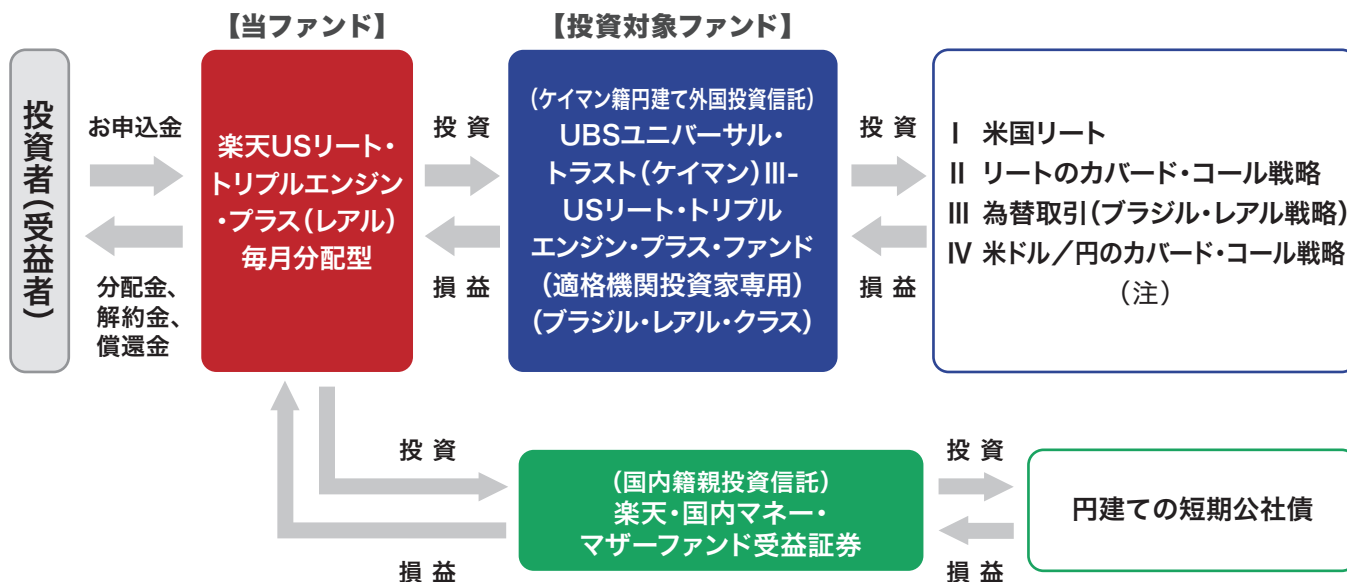 【当ファンド】
【投資対象ファンド】
投資者(受益者)
お申込金
分配金、
解約金、
償還金
楽天USリート・
トリプルエンジン
・プラス(レアル)
毎月分配型
投 資
損 益
(ケイマン籍円建て外国投資信託)
UBSユニバーサル・
トラスト(ケイマン)III-
USリート・トリプル
エンジン・プラス・ファンド
(適格機関投資家専用)
(ブラジル・レアル・クラス)
投 資
損 益
I 米国リート
II リートのカバード・コール戦略
III 為替取引(ブラジル・レアル戦略)
IV 米ドル/円のカバード・コール戦略
(注)
投 資
損 益
(国内籍親投資信託)
楽天・国内マネー・
マザーファンド受益証券
投 資
損 益
円建ての短期公社債